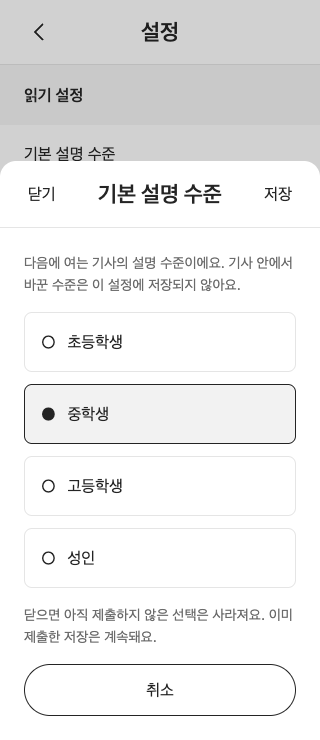 설정
읽기 설정
기본 설명 수준
닫기 기본 설명 수준 저장
다음에 여는 기사의 설명 수준이에요. 기사 안에서
바꾼 수준은 이 설정에 저장되지 않아요.
초등학생
중학생
고등학생
성인
닫으면 아직 제출하지 않은 선택은 사라져요. 이미
제출한 저장은 계속돼요.
취소